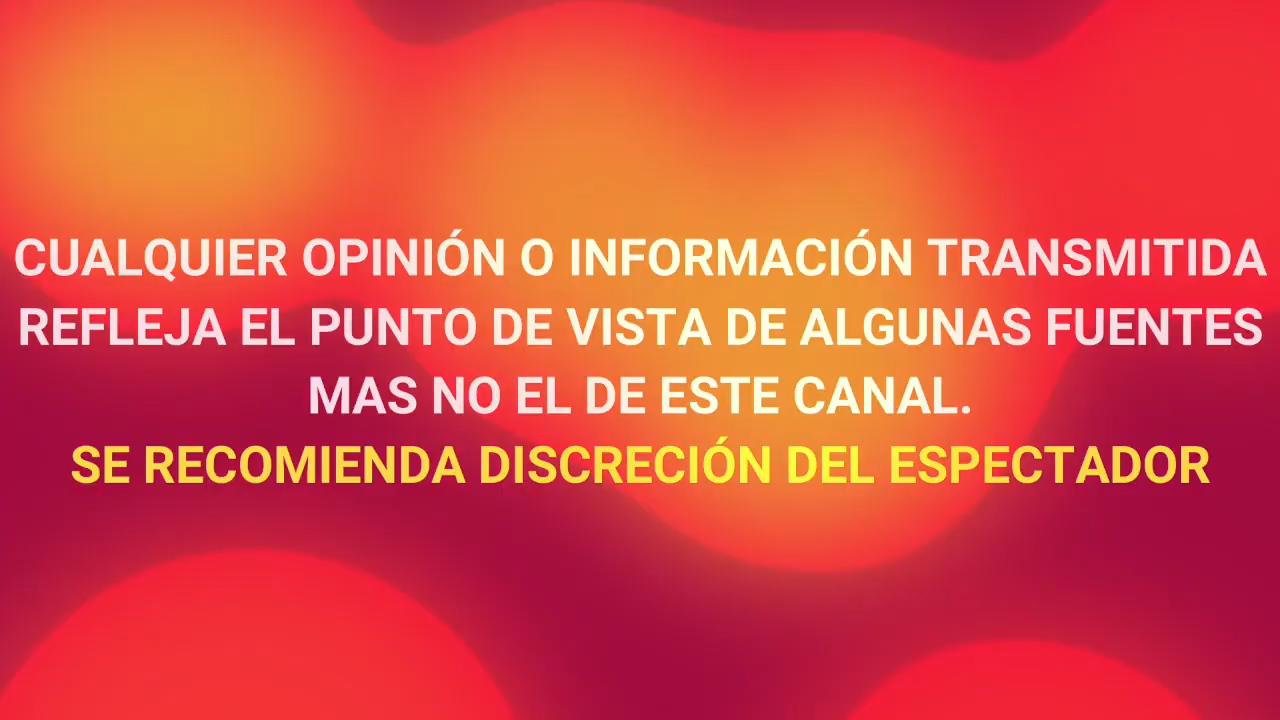 CUALQUIER OPINIÓN O INFORMACIÓN TRANSMITIDA
REFLEJA EL PUNTO DE VISTA DE ALGUNAS FUENTES
MAS NO EL DE ESTE CANAL.
SE RECOMIENDA DISCRECIÓN DEL ESPECTADOR